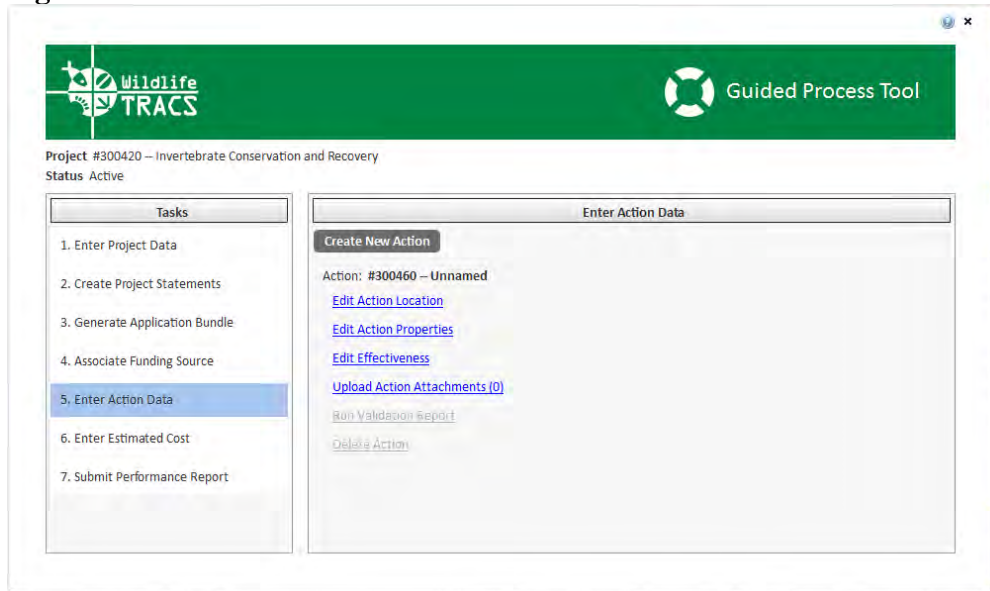 Wildlife
TRACS
Guided Process Tool
Project #300420 – Invertebrate Conservation and Recovery
Status Active
Tasks
1. Enter Project Data
2. Create Project Statements
3. Generate Application Bundle
4. Associate Funding Source
5. Enter Action Data
6. Enter Estimated Cost
7. Submit Performance Report
Enter Action Data
Create New Action
Action: #300460 – Unnamed
Edit Action Location
Edit Action Properties
Edit Effectiveness
Upload Action Attachments (0)
Run Validation Report
Delete Action